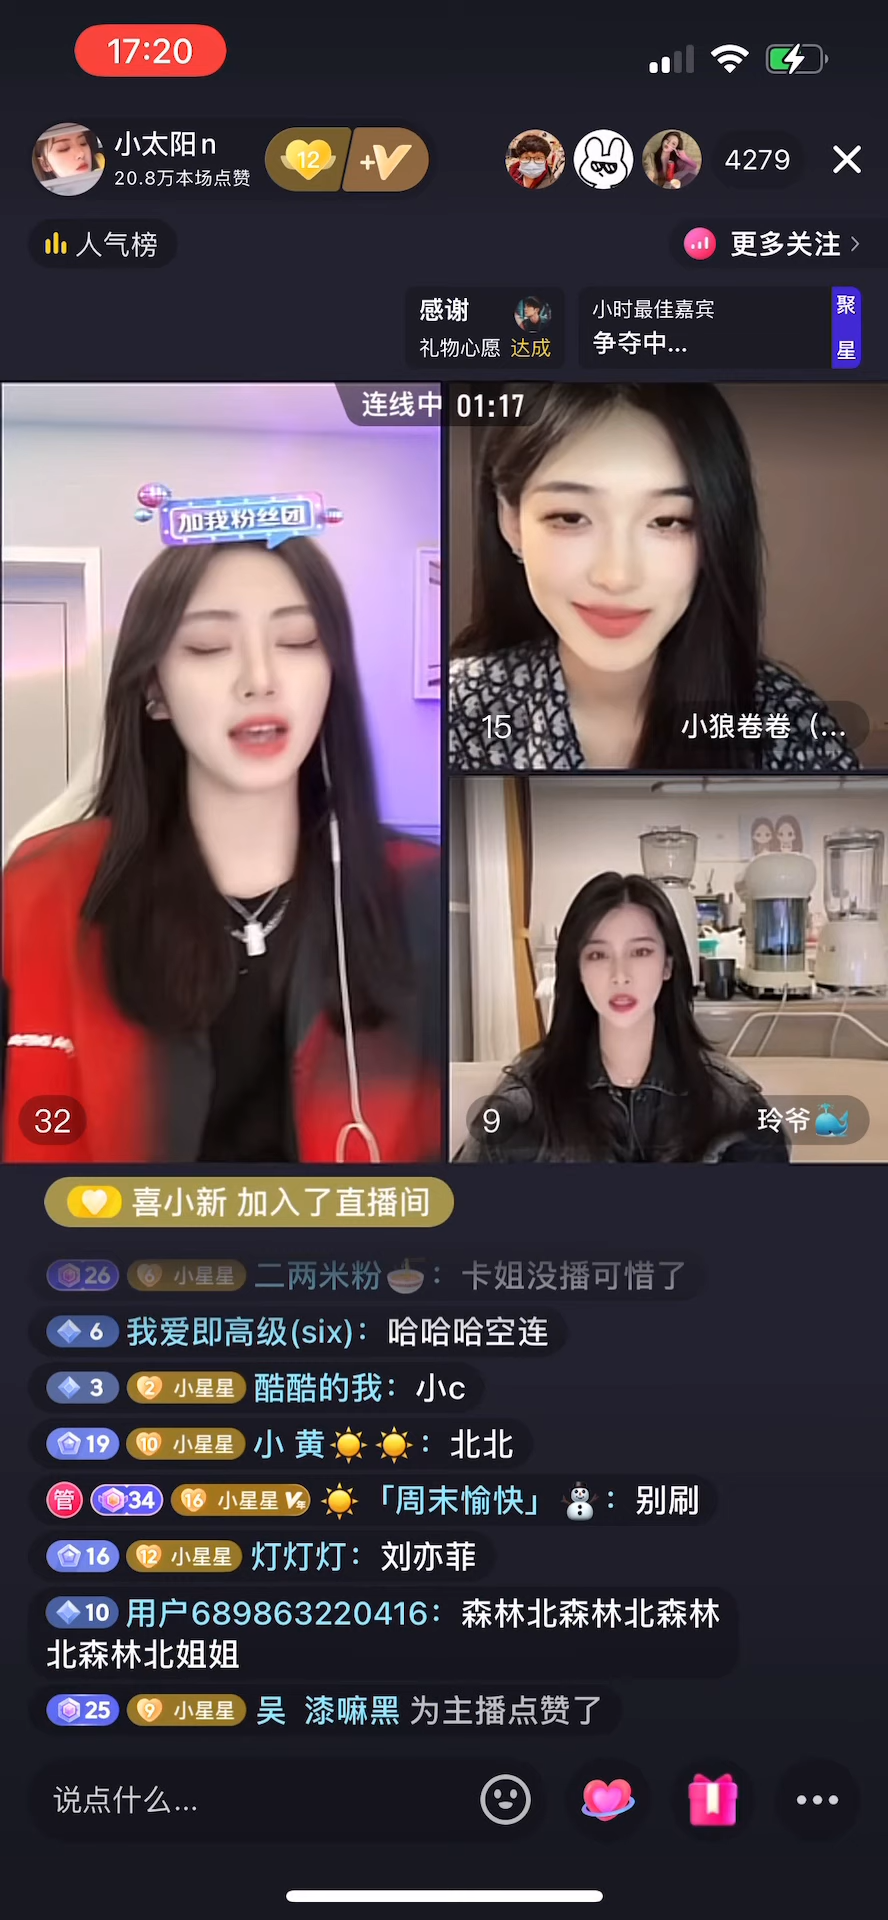 17:20
小太阳n
20.8万本场点赞
12
+V
4279
人气榜
更多关注
感谢
礼物心愿 达成
小时最佳嘉宾
争夺中...
聚星
连线中 01:17
加我粉丝团
15
小狼卷卷（...
32
9
玲爷🐳
喜小新 加入了直播间
26 6 小星星 二两米粉🍜：卡姐没播可惜了
6 我爱即高级(six)：哈哈哈空连
3 2 小星星 酷酷的我：小c
19 10 小星星 小 黄☀️☀️：北北
管 34 16 小星星 V年 ☀️「周末愉快」⛄：别刷
16 12 小星星 灯灯灯：刘亦菲
10 用户689863220416：森林北森林北森林
北森林北姐姐
25 9 小星星 吴 漆嘛黑 为主播点赞了
说点什么...